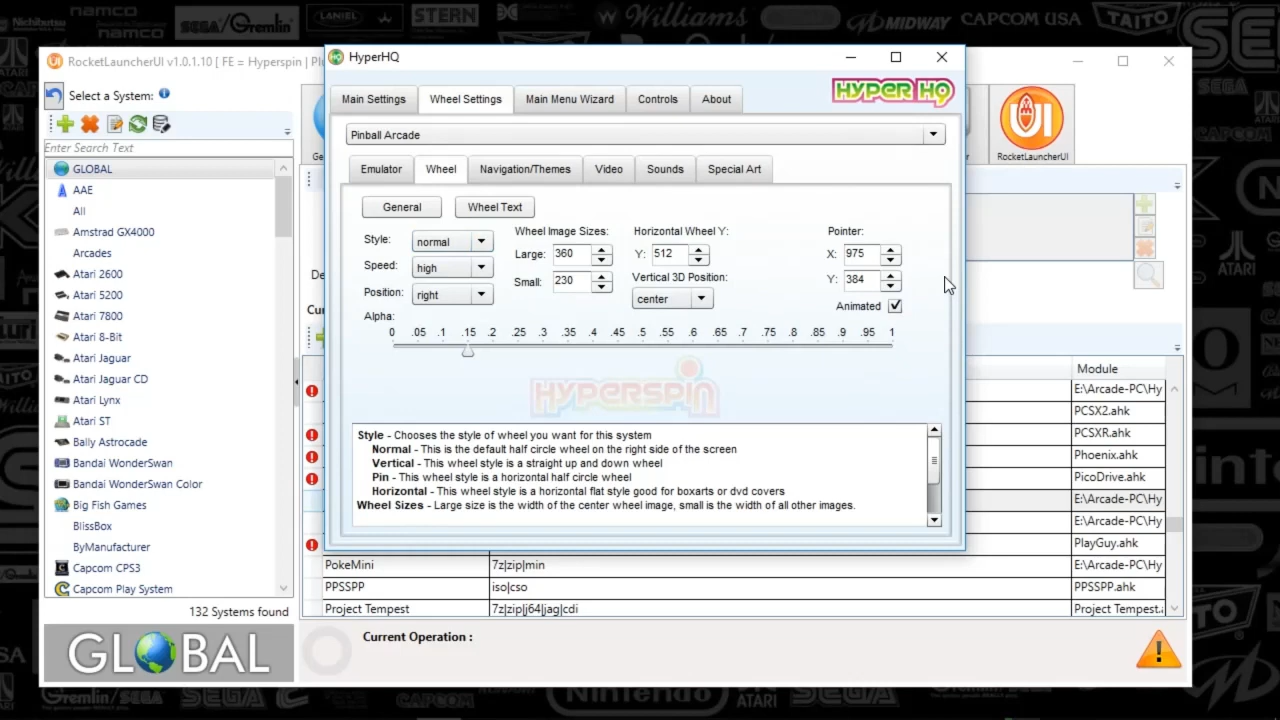 Nichibutsu
namco
namco
SEGA/Gremlin
LANIEL
STERN
Williams
MIDWAY
CAPCOM USA
TAITO
RocketLauncherUI v1.0.1.10 [ FE = Hyperspin | Pl
HyperHQ
HYPER HQ
Select a System:
Enter Search Text
GLOBAL
AAE
All
Amstrad GX4000
Arcades
Atari 2600
Atari 5200
Atari 7800
Atari 8-Bit
Atari Jaguar
Atari Jaguar CD
Atari Lynx
Atari ST
Bally Astrocade
Bandai WonderSwan
Bandai WonderSwan Color
Big Fish Games
BlissBox
ByManufacturer
Capcom CPS3
Capcom Play System
132 Systems found
GLOBAL
Main Settings
Wheel Settings
Main Menu Wizard
Controls
About
Pinball Arcade
Emulator
Wheel
Navigation/Themes
Video
Sounds
Special Art
General
Wheel Text
Style: normal
Speed: high
Position: right
Wheel Image Sizes:
Large: 360
Small: 230
Horizontal Wheel Y:
Y: 512
Vertical 3D Position:
center
Pointer:
X: 975
Y: 384
Animated
Alpha:
0 .05 .1 .15 .2 .25 .3 .35 .4 .45 .5 .55 .6 .65 .7 .75 .8 .85 .9 .95 1
HYPERSPIN
Style - Chooses the style of wheel you want for this system
Normal - This is the default half circle wheel on the right side of the screen
Vertical - This wheel style is a straight up and down wheel
Pin - This wheel style is a horizontal half circle wheel
Horizontal - This wheel style is a horizontal flat style good for boxarts or dvd covers
Wheel Sizes - Large size is the width of the center wheel image, small is the width of all other images.
RocketLauncherUI
Ge
De
Cur
Module
E:\Arcade-PC\Hy
PCSX2.ahk
PCSXR.ahk
Phoenix.ahk
PicoDrive.ahk
E:\Arcade-PC\Hy
E:\Arcade-PC\Hy
PlayGuy.ahk
PokeMini 7z|zip|min E:\Arcade-PC\Hy
PPSSPP iso|cso PPSSPP.ahk
Project Tempest 7z|zip|j64|jag|cdi Project Tempest.
Current Operation :
Gremlin
SEGA
CAPCOM
Nintendo
ATARI